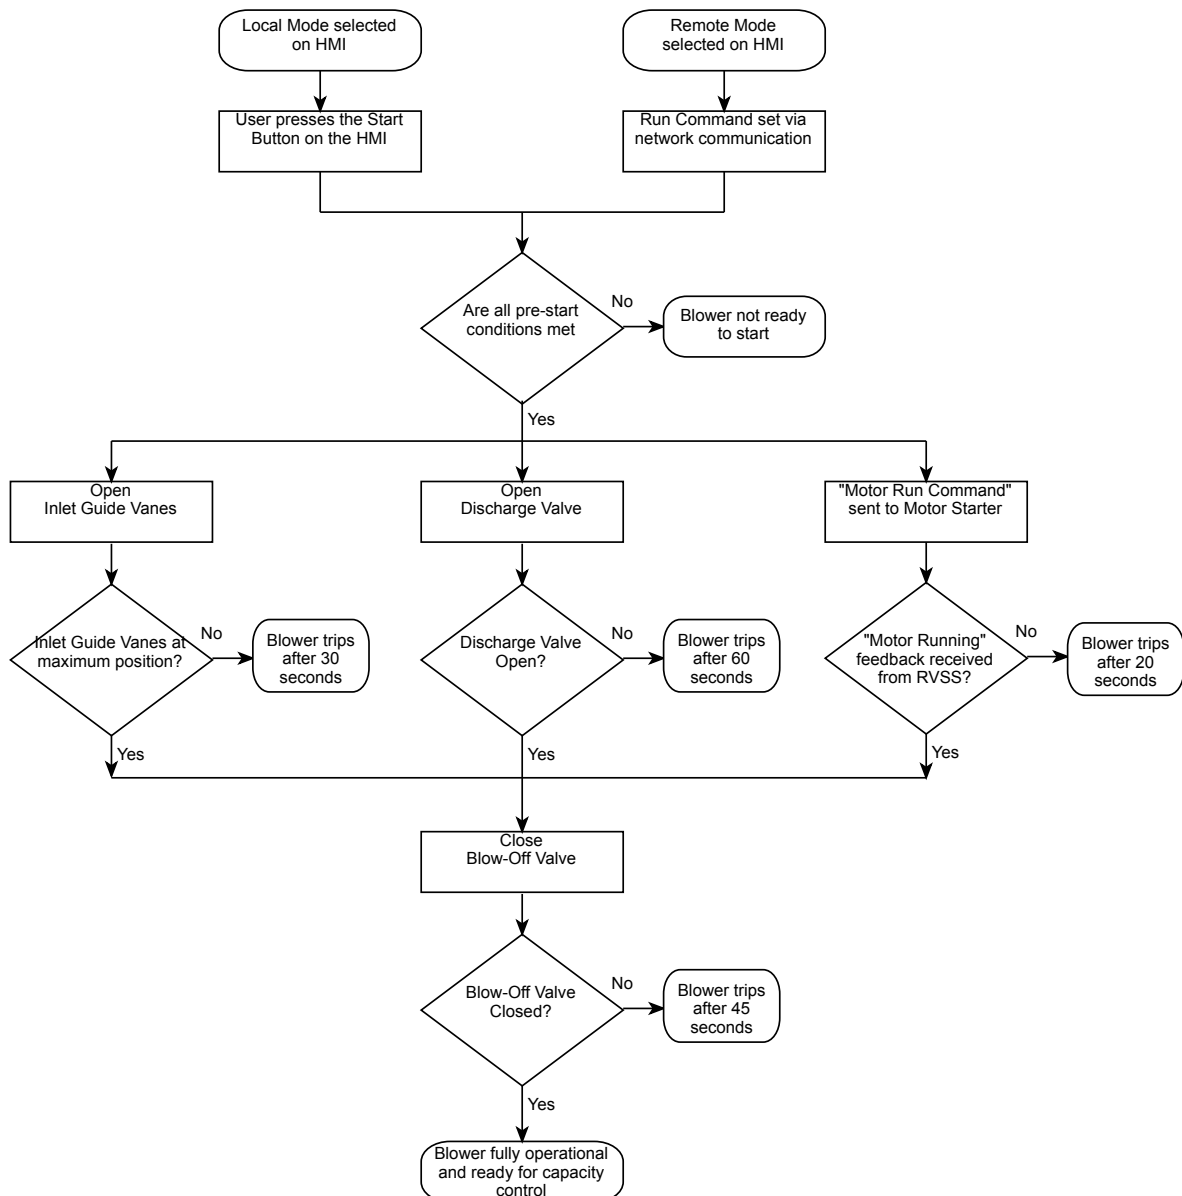 Local Mode selected
on HMI
Remote Mode
selected on HMI
User presses the Start
Button on the HMI
Run Command set via
network communication
Are all pre-start
conditions met
No
Blower not ready
to start
Yes
Open
Inlet Guide Vanes
Open
Discharge Valve
"Motor Run Command"
sent to Motor Starter
Inlet Guide Vanes at
maximum position?
No
Blower trips
after 30
seconds
Discharge Valve
Open?
No
Blower trips
after 60
seconds
"Motor Running"
feedback received
from RVSS?
No
Blower trips
after 20
seconds
Yes
Yes
Yes
Close
Blow-Off Valve
Blow-Off Valve
Closed?
No
Blower trips
after 45
seconds
Yes
Blower fully operational
and ready for capacity
control